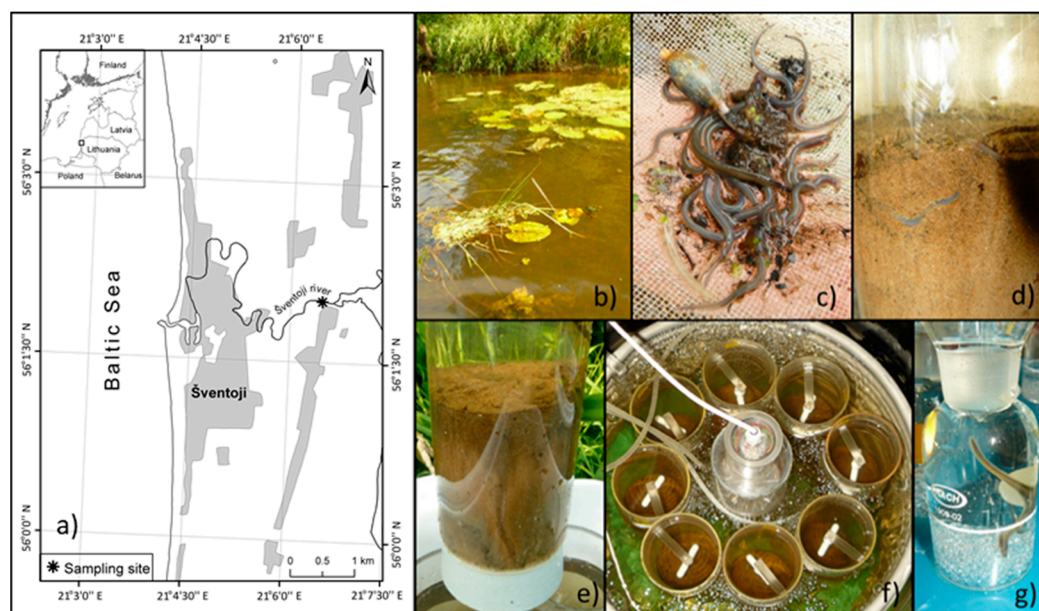 21°3'0'' E
21°4'30'' E
21°6'0'' E
Finland
Latvia
Lithuania
Poland
Belarus
N
56°3'0'' N
56°3'0'' N
Baltic Sea
Šventoji river
56°1'30'' N
56°1'30'' N
Šventoji
56°0'0'' N
56°0'0'' N
a)
Sampling site
0 0.5 1 km
21°3'0'' E
21°4'30'' E
21°6'0'' E
21°7'30'' E
b)
c)
d)
e)
f)
g)
HACH